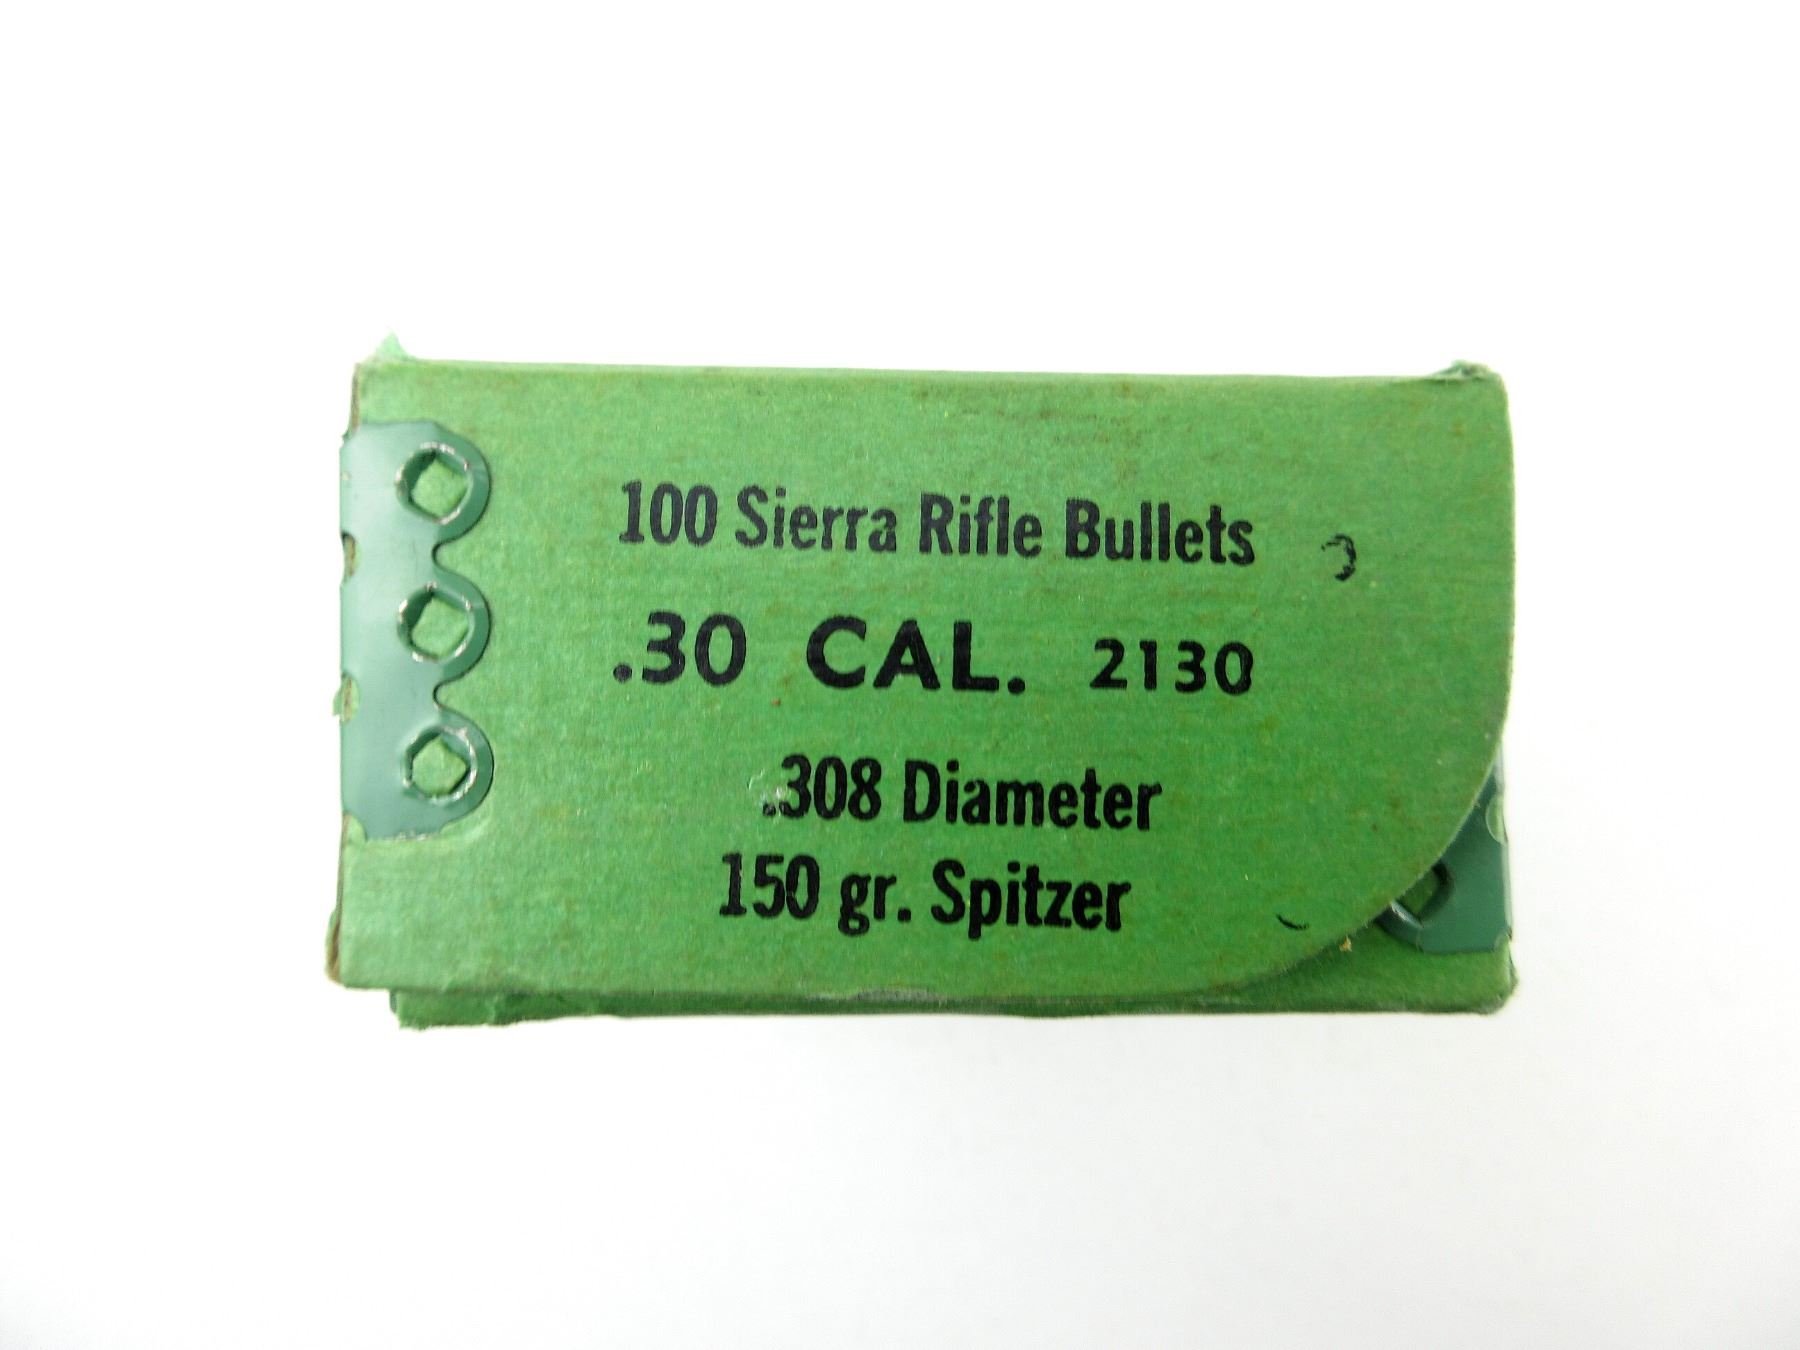 100 Sierra Rifle Bullets
.30 CAL. 2130
.308 Diameter
150 gr. Spitzer